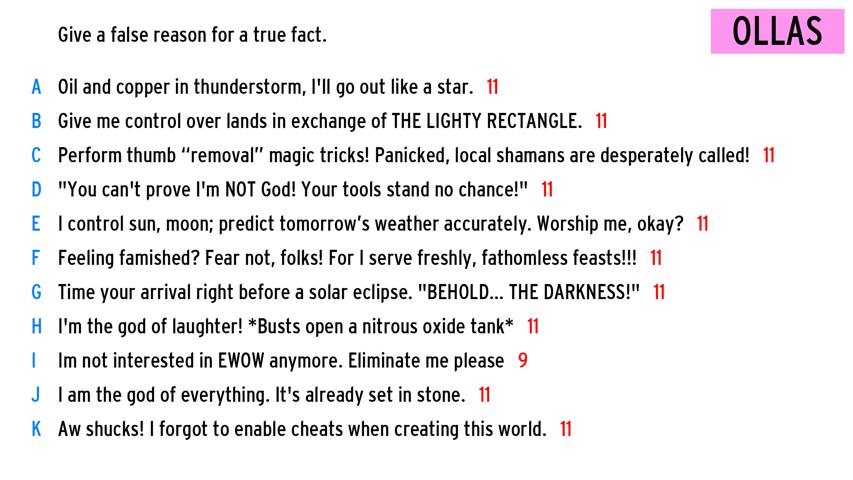 Give a false reason for a true fact.
OLLAS
A Oil and copper in thunderstorm, I'll go out like a star. 11
B Give me control over lands in exchange of THE LIGHTY RECTANGLE. 11
C Perform thumb “removal” magic tricks! Panicked, local shamans are desperately called! 11
D "You can't prove I'm NOT God! Your tools stand no chance!" 11
E I control sun, moon; predict tomorrow’s weather accurately. Worship me, okay? 11
F Feeling famished? Fear not, folks! For I serve freshly, fathomless feasts!!! 11
G Time your arrival right before a solar eclipse. "BEHOLD... THE DARKNESS!" 11
H I'm the god of laughter! *Busts open a nitrous oxide tank* 11
I Im not interested in EWOW anymore. Eliminate me please 9
J I am the god of everything. It's already set in stone. 11
K Aw shucks! I forgot to enable cheats when creating this world. 11